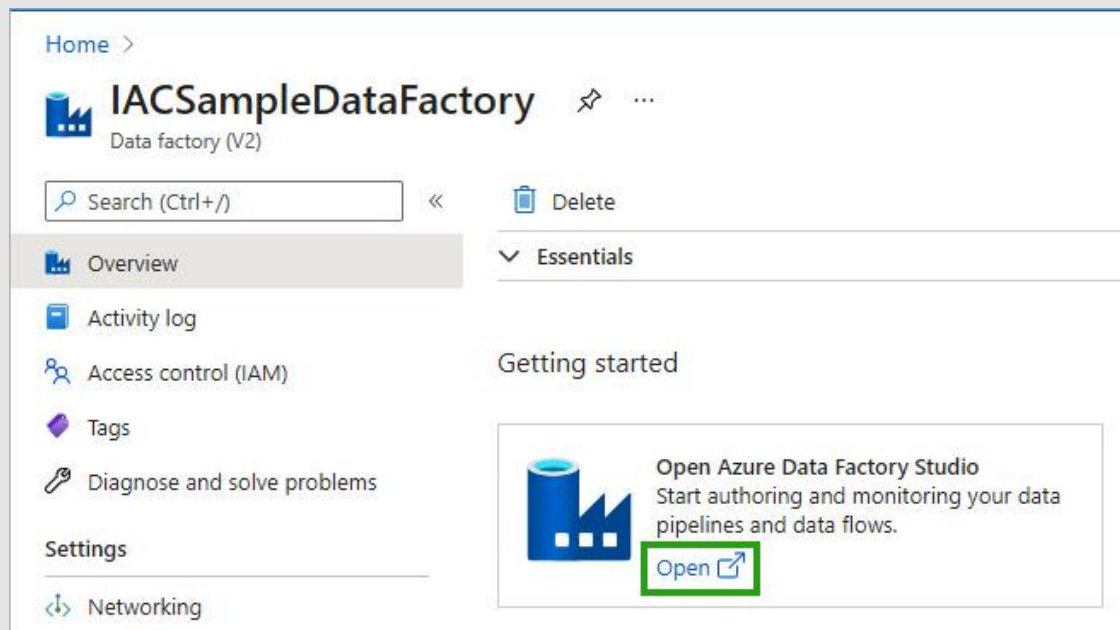 Home
IACSampleDataFactory ...
Data factory (V2)
Search (Ctrl+/)
«
Delete
Overview
Essentials
Activity log
Getting started
Access control (IAM)
Tags
Open Azure Data Factory Studio
Start authoring and monitoring your data
pipelines and data flows.
Open
Diagnose and solve problems
Settings
Networking